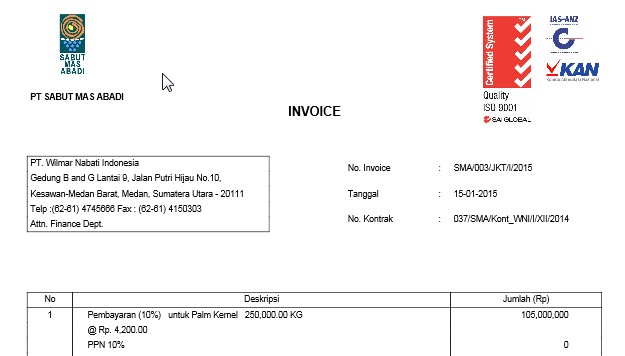 SABUT
MAS
ABADI
Certified System
JAS-ANZ
KAN
Komite Akreditasi Nasional
Quality
ISO 9001
SAI GLOBAL
PT SABUT MAS ABADI
INVOICE
PT. Wilmar Nabati Indonesia
Gedung B and G Lantai 9, Jalan Putri Hijau No.10,
Kesawan-Medan Barat, Medan, Sumatera Utara - 20111
Telp :(62-61) 4745666 Fax : (62-61) 4150303
Attn. Finance Dept.
No. Invoice : SMA/003/JKT/I/2015
Tanggal : 15-01-2015
No. Kontrak : 037/SMA/Kont_WNI/I/XII/2014
No Deskripsi Jumlah (Rp)
1 Pembayaran (10%) untuk Palm Kernel 250,000.00 KG 105,000,000
@ Rp. 4,200.00
PPN 10% 0